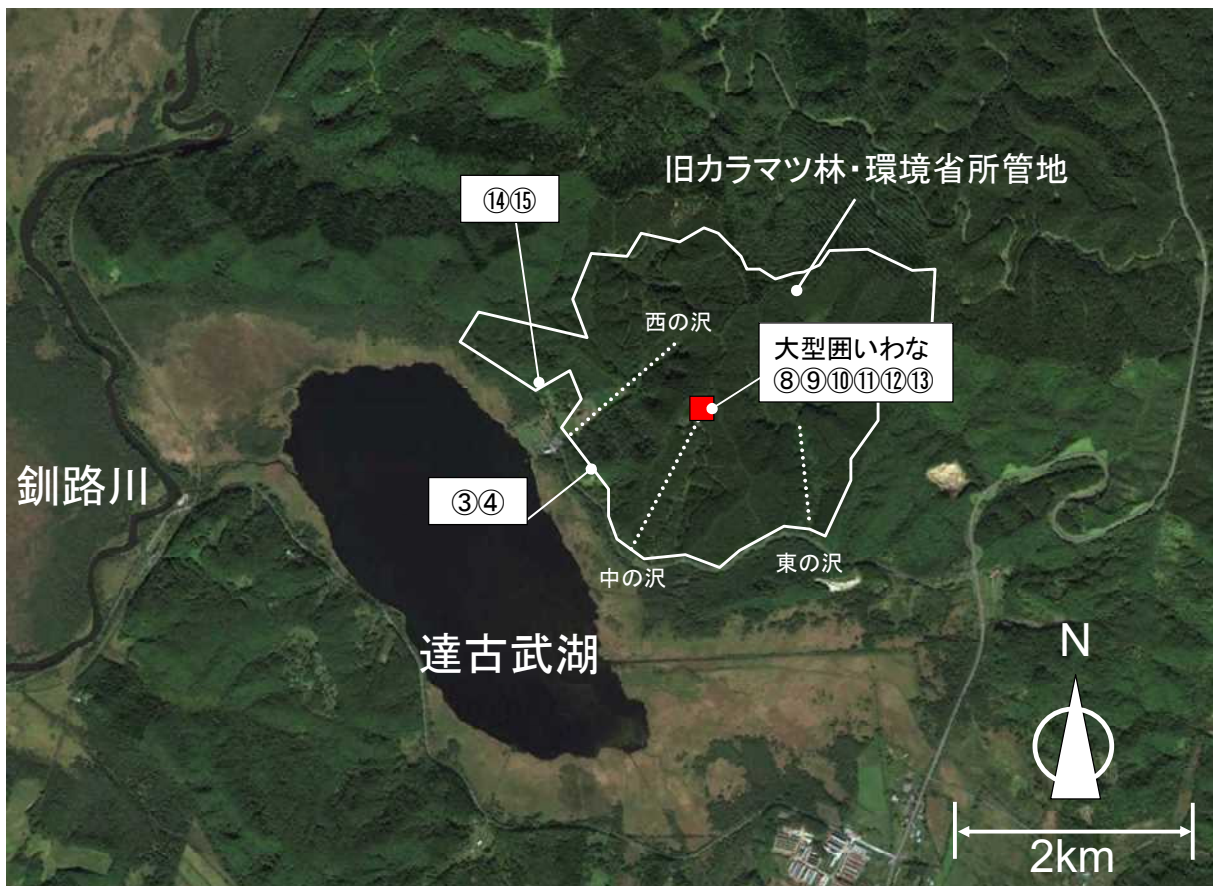 旧カラマツ林・環境省所管地
⑭⑮
西の沢
大型囲いわな
⑧⑨⑩⑪⑫⑬
釧路川
③④
中の沢
東の沢
達古武湖
N
2km